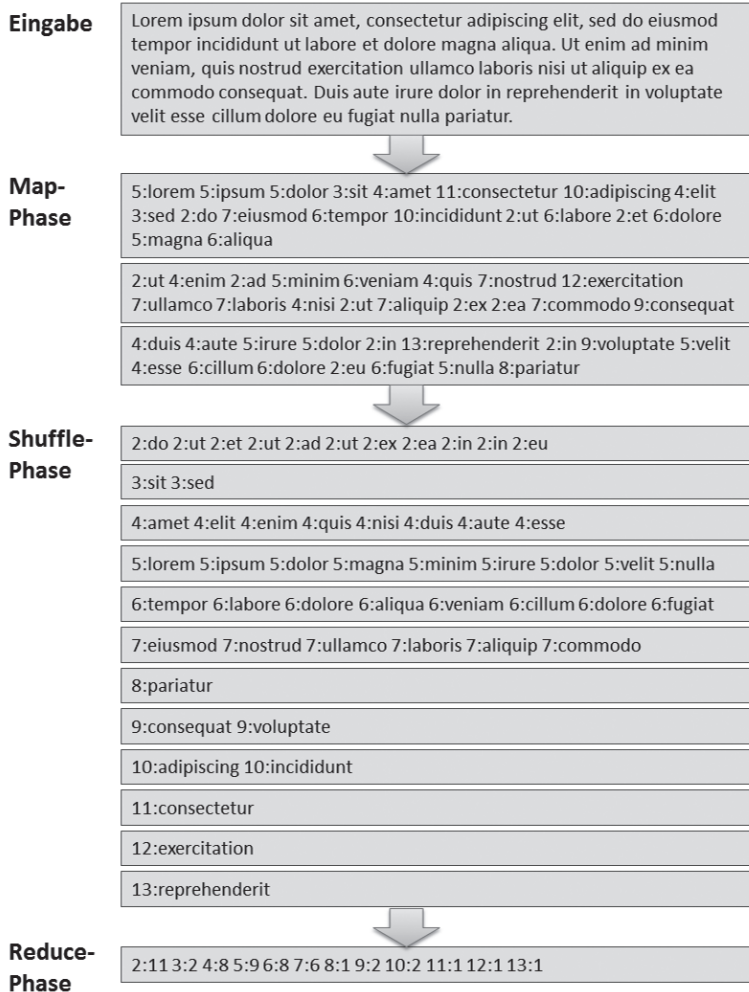 Eingabe
Lorem ipsum dolor sit amet, consectetur adipiscing elit, sed do eiusmod
tempor incididunt ut labore et dolore magna aliqua. Ut enim ad minim
veniam, quis nostrud exercitation ullamco laboris nisi ut aliquip ex ea
commodo consequat. Duis aute irure dolor in reprehenderit in voluptate
velit esse cillum dolore eu fugiat nulla pariatur.
Map-
Phase
5:lorem 5:ipsum 5:dolor 3:sit 4:amet 11:consectetur 10:adipiscing 4:elit
3:sed 2:do 7:eiusmod 6:tempor 10:incididunt 2:ut 6:labore 2:et 6:dolore
5:magna 6:aliqua
2:ut 4:enim 2:ad 5:minim 6:veniam 4:quis 7:nostrud 12:exercitation
7:ullamco 7:laboris 4:nisi 2:ut 7:aliquip 2:ex 2:ea 7:commodo 9:consequat
4:duis 4:aute 5:irure 5:dolor 2:in 13:reprehenderit 2:in 9:voluptate 5:velit
4:esse 6:cillum 6:dolore 2:eu 6:fugiat 5:nulla 8:pariatur
Shuffle-
Phase
2:do 2:ut 2:et 2:ut 2:ad 2:ut 2:ex 2:ea 2:in 2:in 2:eu
3:sit 3:sed
4:amet 4:elit 4:enim 4:quis 4:nisi 4:duis 4:aute 4:esse
5:lorem 5:ipsum 5:dolor 5:magna 5:minim 5:irure 5:dolor 5:velit 5:nulla
6:tempor 6:labore 6:dolore 6:aliqua 6:veniam 6:cillum 6:dolore 6:fugiat
7:eiusmod 7:nostrud 7:ullamco 7:laboris 7:aliquip 7:commodo
8:pariatur
9:consequat 9:voluptate
10:adipiscing 10:incididunt
11:consectetur
12:exercitation
13:reprehenderit
Reduce-
Phase
2:11 3:2 4:8 5:9 6:8 7:6 8:1 9:2 10:2 11:1 12:1 13:1